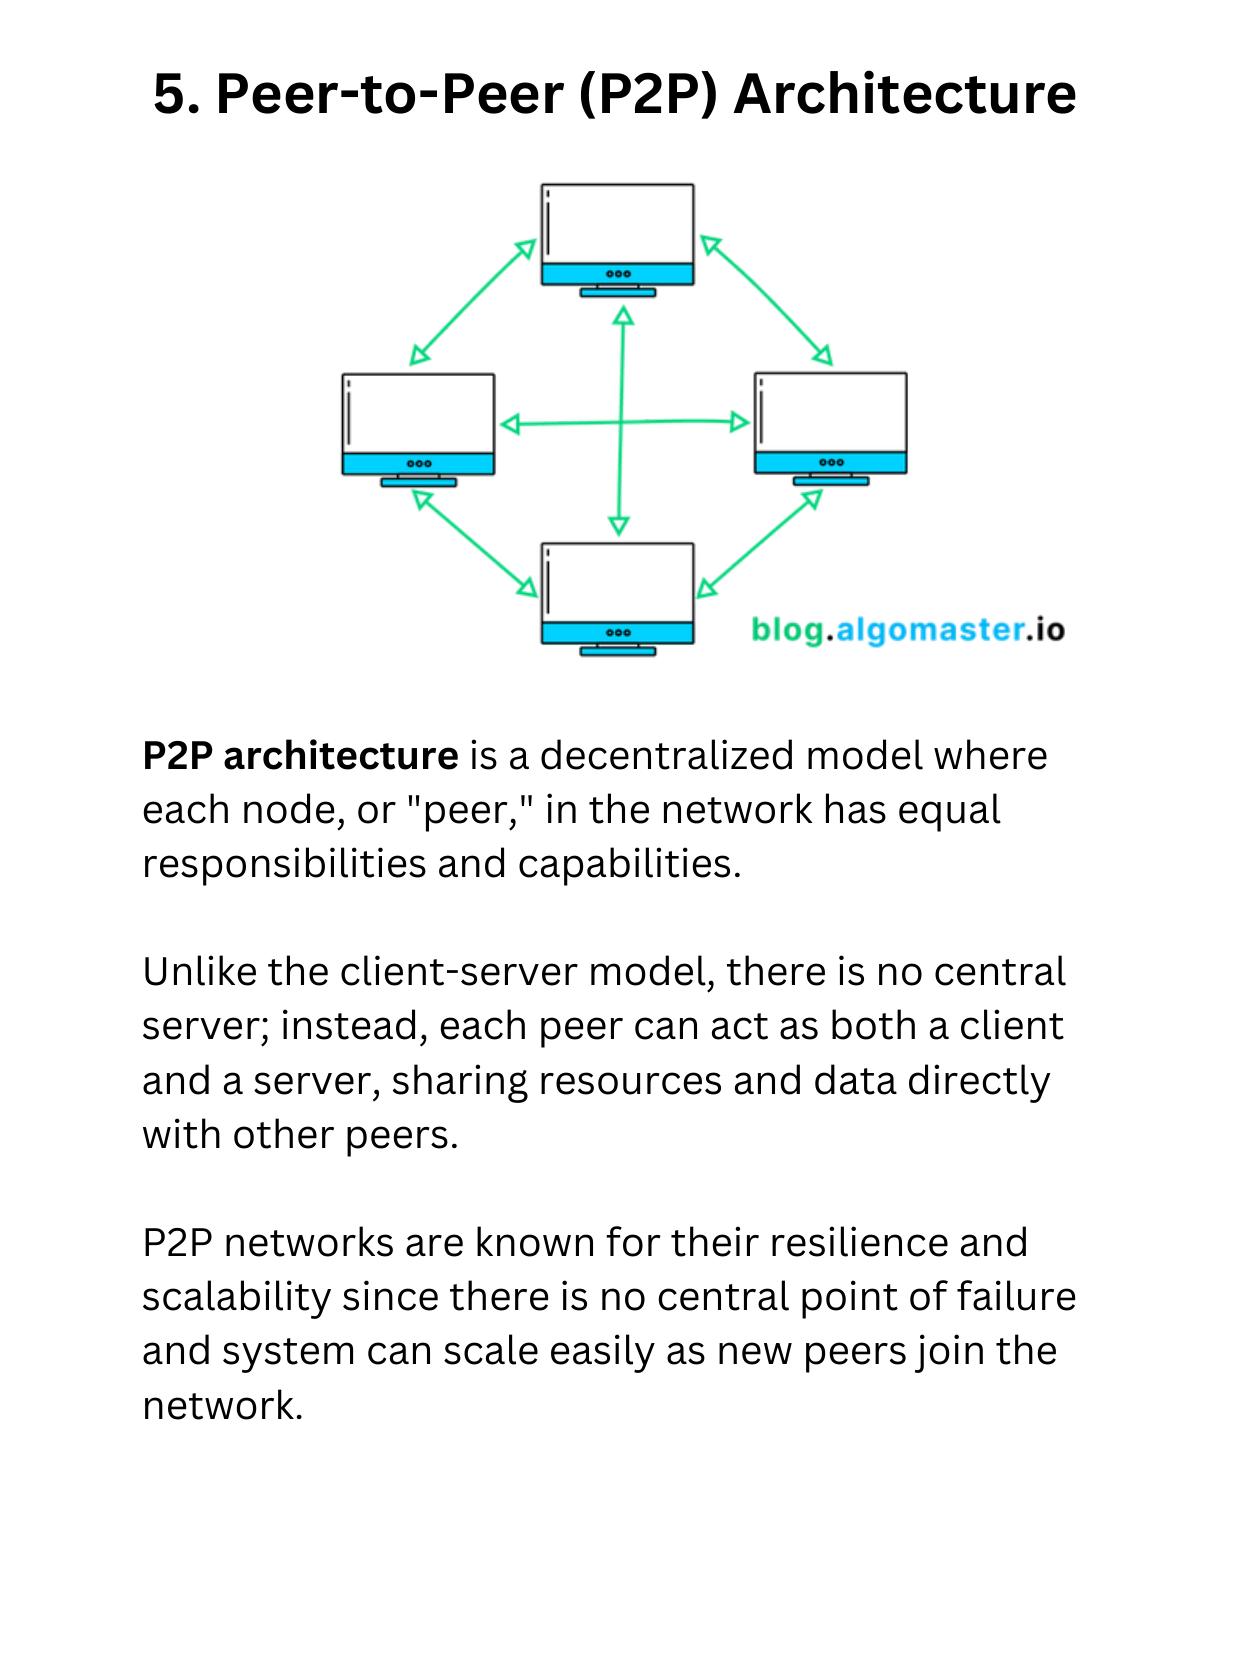 5. Peer-to-Peer (P2P) Architecture
blog.algomaster.io
P2P architecture is a decentralized model where
each node, or "peer," in the network has equal
responsibilities and capabilities.
Unlike the client-server model, there is no central
server; instead, each peer can act as both a client
and a server, sharing resources and data directly
with other peers.
P2P networks are known for their resilience and
scalability since there is no central point of failure
and system can scale easily as new peers join the
network.